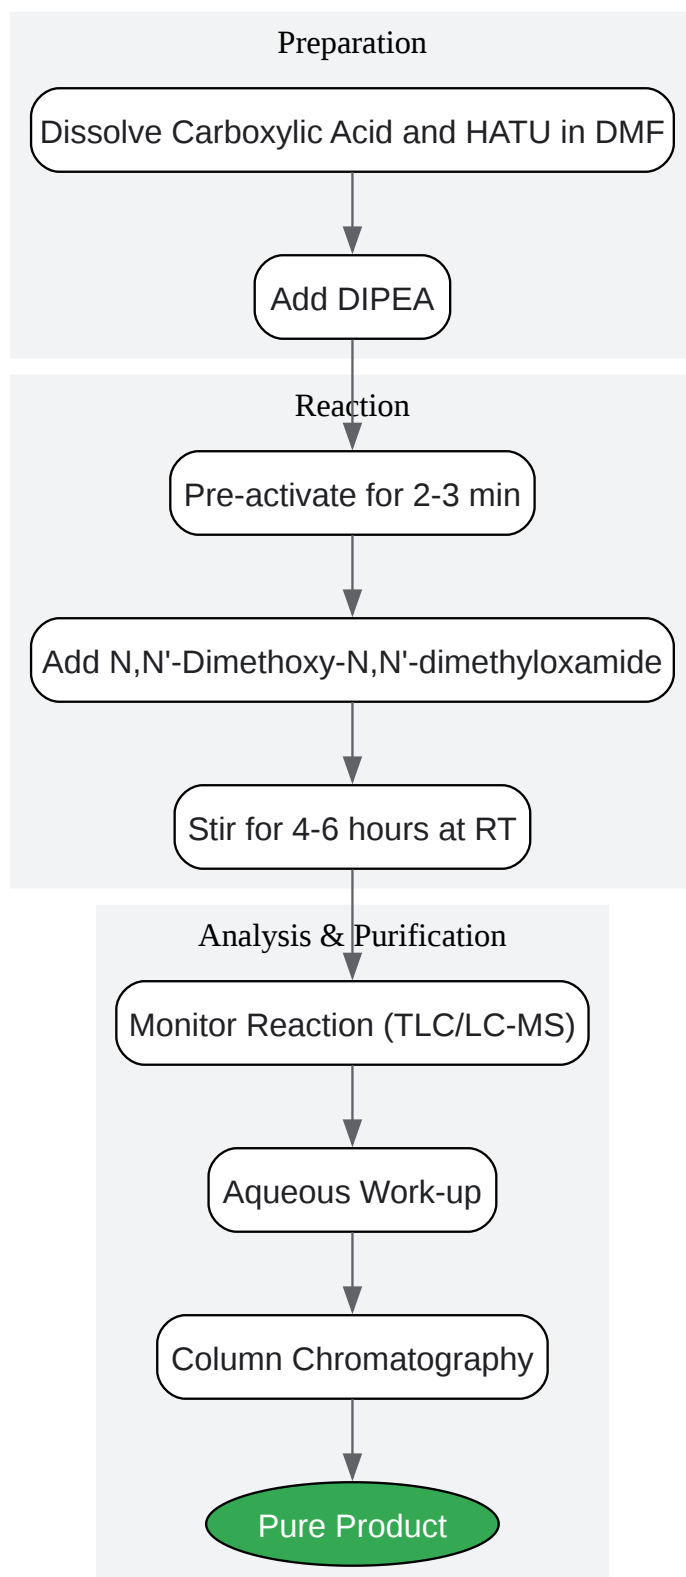 Preparation
Dissolve Carboxylic Acid and HATU in DMF
Add DIPEA
Reaction
Pre-activate for 2-3 min
Add N,N'-Dimethoxy-N,N'-dimethyloxamide
Stir for 4-6 hours at RT
Analysis & Purification
Monitor Reaction (TLC/LC-MS)
Aqueous Work-up
Column Chromatography
Pure Product